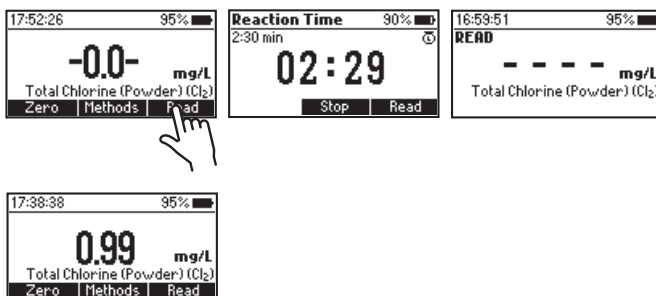 17:52:26 95%
-0.0- mg/L
Total Chlorine (Powder) (Cl₂)
Zero Methods Read
Reaction Time 90%
2:30 min
02:29
Stop Read
16:59:51 95%
READ
- - - - mg/L
Total Chlorine (Powder) (Cl₂)
17:38:38 95%
0.99 mg/L
Total Chlorine (Powder) (Cl₂)
Zero Methods Read